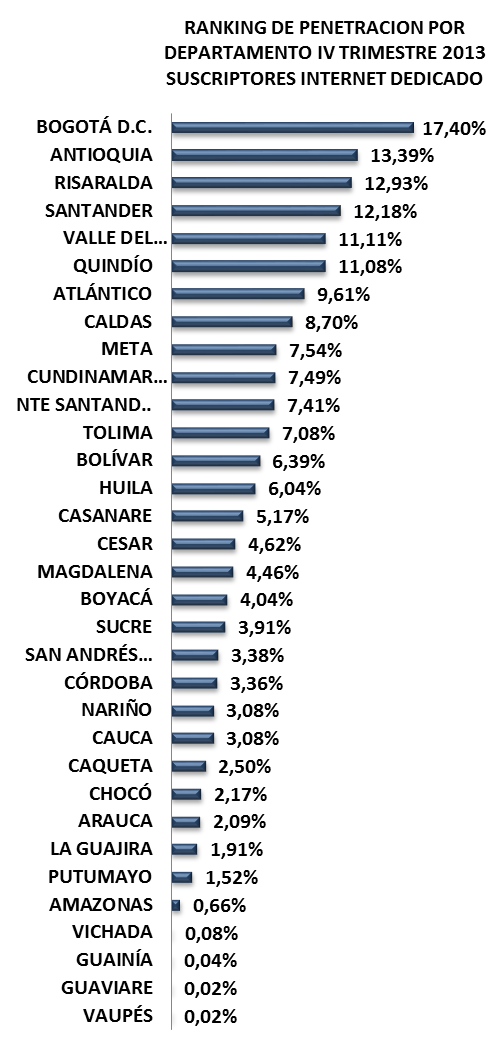 RANKING DE PENETRACION POR
DEPARTAMENTO IV TRIMESTRE 2013
SUSCRIPTORES INTERNET DEDICADO
BOGOTÁ D.C. 17,40%
ANTIOQUIA 13,39%
RISARALDA 12,93%
SANTANDER 12,18%
VALLE DEL... 11,11%
QUINDÍO 11,08%
ATLÁNTICO 9,61%
CALDAS 8,70%
META 7,54%
CUNDINAMAR... 7,49%
NTE SANTAND.. 7,41%
TOLIMA 7,08%
BOLÍVAR 6,39%
HUILA 6,04%
CASANARE 5,17%
CESAR 4,62%
MAGDALENA 4,46%
BOYACÁ 4,04%
SUCRE 3,91%
SAN ANDRÉS... 3,38%
CÓRDOBA 3,36%
NARIÑO 3,08%
CAUCA 3,08%
CAQUETA 2,50%
CHOCÓ 2,17%
ARAUCA 2,09%
LA GUAJIRA 1,91%
PUTUMAYO 1,52%
AMAZONAS 0,66%
VICHADA 0,08%
GUAINÍA 0,04%
GUAVIARE 0,02%
VAUPÉS 0,02%